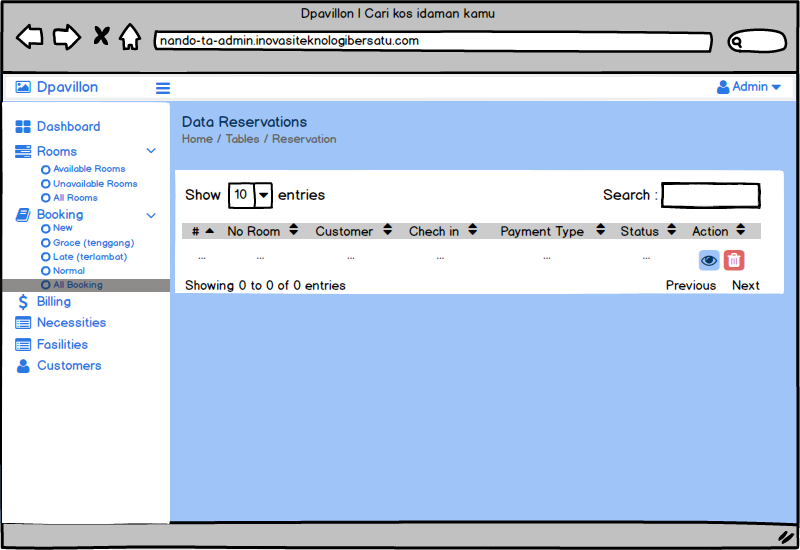 Dpavillon | Cari kos idaman kamu
nando-ta-admin.inovasiteknologibersatu.com
Dpavillon
Admin
Dashboard
Rooms
Available Rooms
Unavailable Rooms
All Rooms
Booking
New
Grace (tenggang)
Late (terlambat)
Normal
All Booking
Billing
Necessities
Fasilities
Customers
Data Reservations
Home / Tables / Reservation
Show 10 entries Search :
# No Room Customer Chech in Payment Type Status Action
... ... ... ... ... ...
Showing 0 to 0 of 0 entries Previous Next